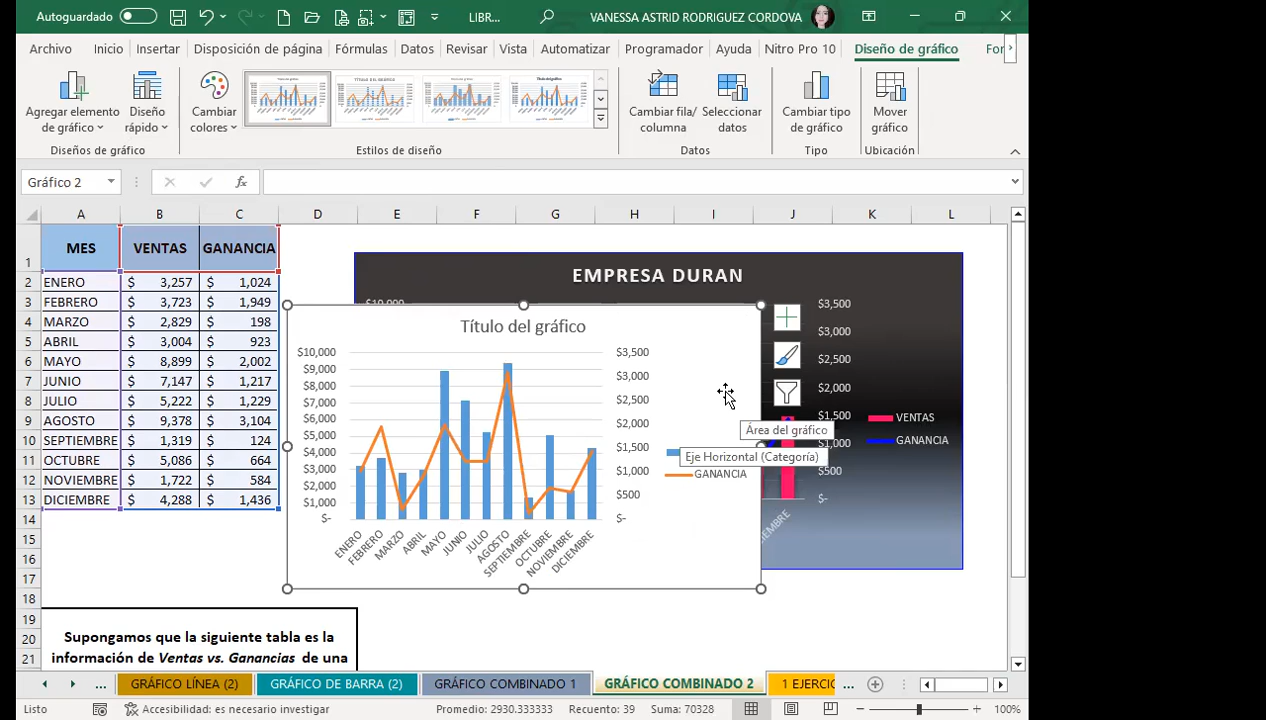 Autoguardado
LIBR...
VANESSA ASTRID RODRIGUEZ CORDOVA
Archivo Inicio Insertar Disposición de página Fórmulas Datos Revisar Vista Automatizar Programador Ayuda Nitro Pro 10 Diseño de gráfico For
Agregar elemento de gráfico
Diseño rápido
Cambiar colores
Cambiar fila/ columna
Seleccionar datos
Cambiar tipo de gráfico
Mover gráfico
Diseños de gráfico Estilos de diseño Datos Tipo Ubicación
Gráfico 2 fx
A B C D E F G H I J K L
1 MES VENTAS GANANCIA
2 ENERO $ 3,257 $ 1,024
3 FEBRERO $ 3,723 $ 1,949
4 MARZO $ 2,829 $ 198
5 ABRIL $ 3,004 $ 923
6 MAYO $ 8,899 $ 2,002
7 JUNIO $ 7,147 $ 1,217
8 JULIO $ 5,222 $ 1,229
9 AGOSTO $ 9,378 $ 3,104
10 SEPTIEMBRE $ 1,319 $ 124
11 OCTUBRE $ 5,086 $ 664
12 NOVIEMBRE $ 1,722 $ 584
13 DICIEMBRE $ 4,288 $ 1,436
14
15
16
17
18
19
20
21
EMPRESA DURAN
$10,000
$3,500
$3,000
$2,500
$2,000
$1,500
$1,000
$500
$-
VENTAS
GANANCIA
Título del gráfico
$10,000
$9,000
$8,000
$7,000
$6,000
$5,000
$4,000
$3,000
$2,000
$1,000
$-
$3,500
$3,000
$2,500
$2,000
$1,500
$1,000
$500
$-
ENERO FEBRERO MARZO ABRIL MAYO JUNIO JULIO AGOSTO SEPTIEMBRE OCTUBRE NOVIEMBRE DICIEMBRE
GANANCIA
Área del gráfico
Eje Horizontal (Categoría)
Supongamos que la siguiente tabla es la
información de Ventas vs. Ganancias de una
... GRÁFICO LÍNEA (2) GRÁFICO DE BARRA (2) GRÁFICO COMBINADO 1 GRÁFICO COMBINADO 2 1 EJERCIC ...
Listo Accesibilidad: es necesario investigar Promedio: 2930.333333 Recuento: 39 Suma: 70328 100%